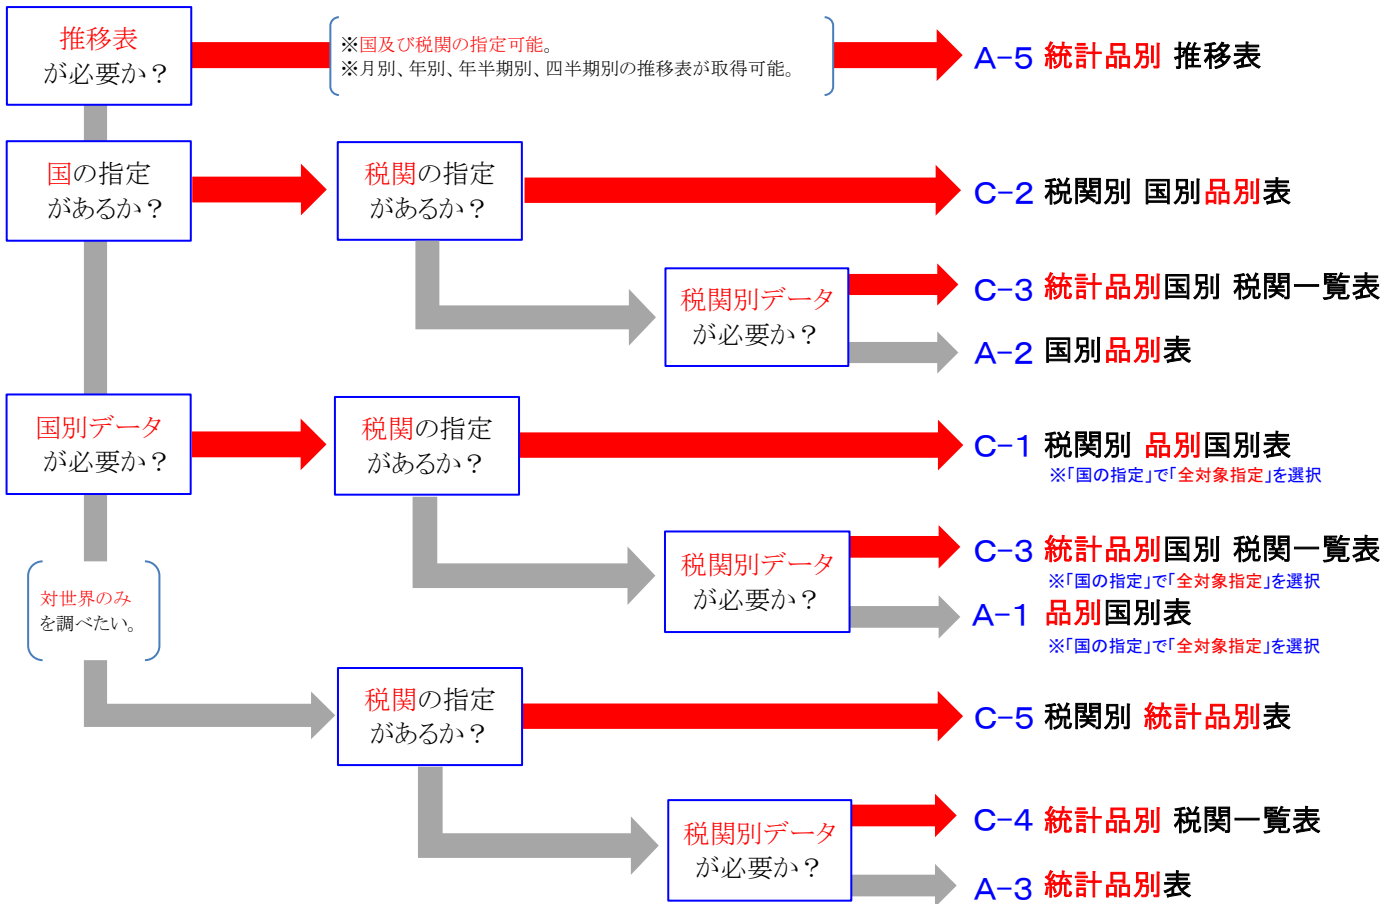 推移表
が必要か？
※国及び税関の指定可能。
※月別、年別、年半期別、四半期別の推移表が取得可能。
A-5 統計品別 推移表
国の指定
があるか？
税関の指定
があるか？
C-2 税関別 国別品別表
税関別データ
が必要か？
C-3 統計品別国別 税関一覧表
A-2 国別品別表
国別データ
が必要か？
税関の指定
があるか？
C-1 税関別 品別国別表
※「国の指定」で「全対象指定」を選択
税関別データ
が必要か？
C-3 統計品別国別 税関一覧表
※「国の指定」で「全対象指定」を選択
A-1 品別国別表
※「国の指定」で「全対象指定」を選択
対世界のみ
を調べたい。
税関の指定
があるか？
C-5 税関別 統計品別表
税関別データ
が必要か？
C-4 統計品別 税関一覧表
A-3 統計品別表